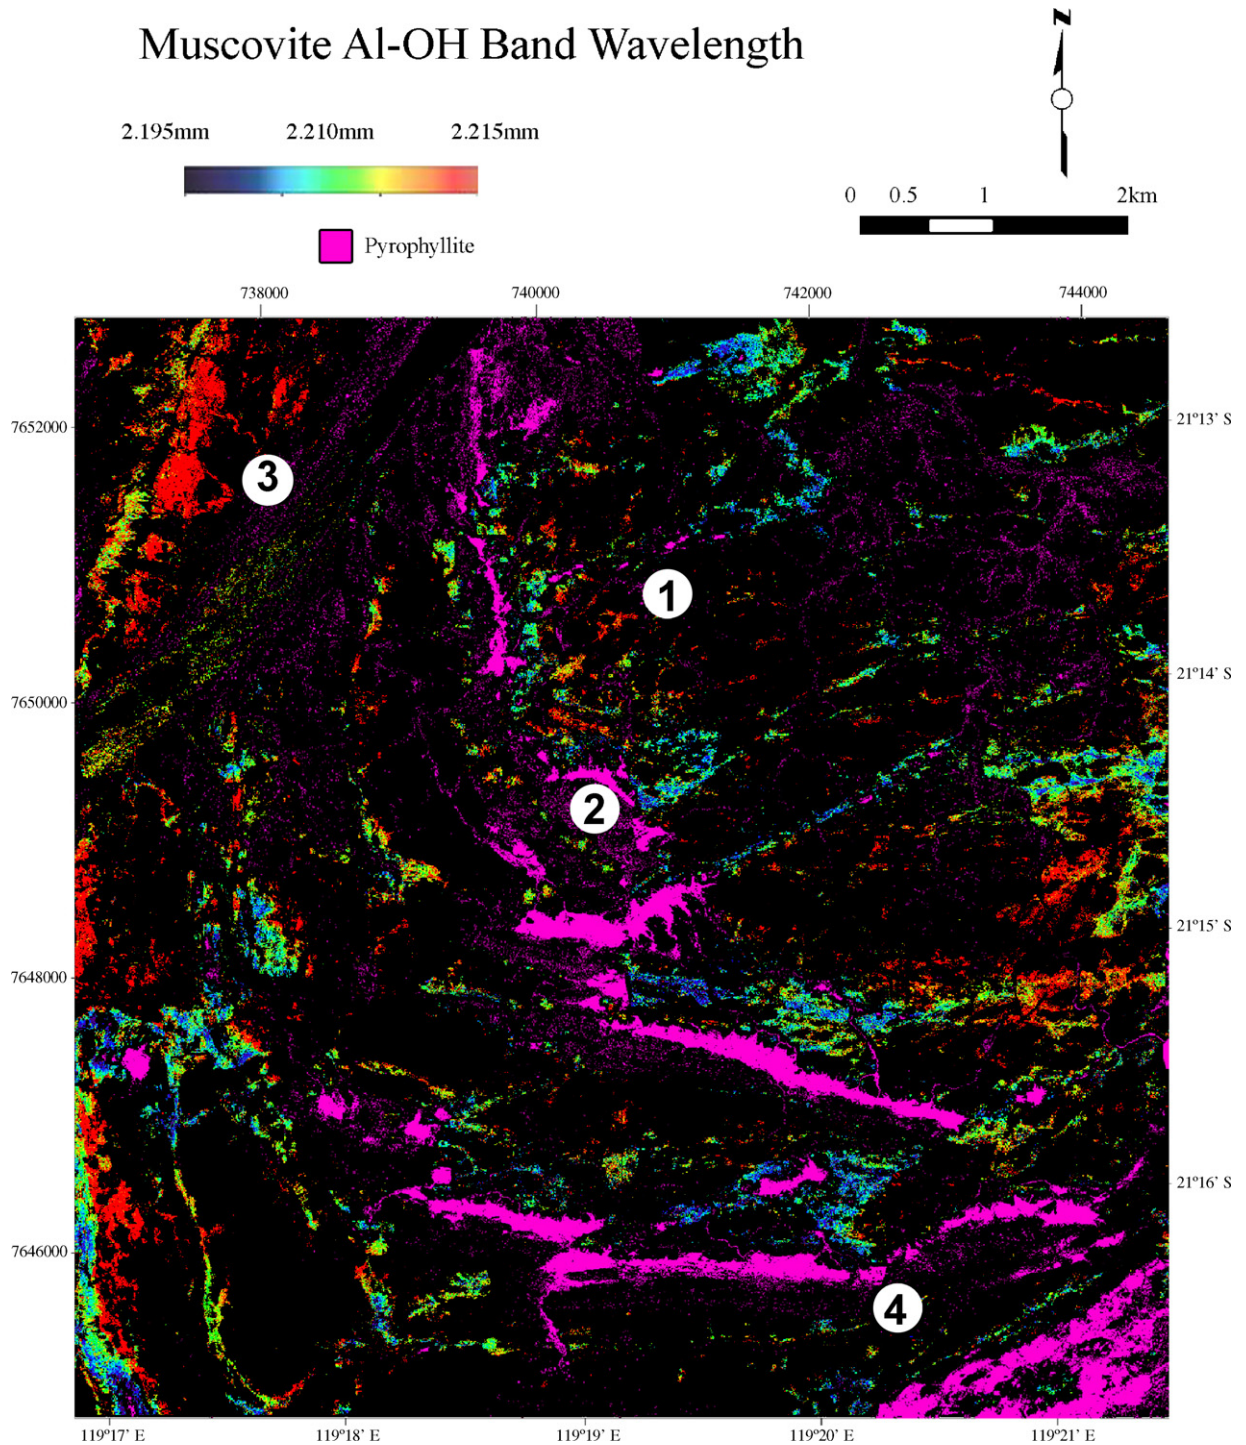 Muscovite Al-OH Band Wavelength
N
2.195mm 2.210mm 2.215mm
0 0.5 1 2km
Pyrophyllite
738000 740000 742000 744000
7652000
21°13' S
3
1
21°14' S
7650000
2
21°15' S
7648000
21°16' S
7646000
4
119°17' E 119°18' E 119°19' E 119°20' E 119°21' E